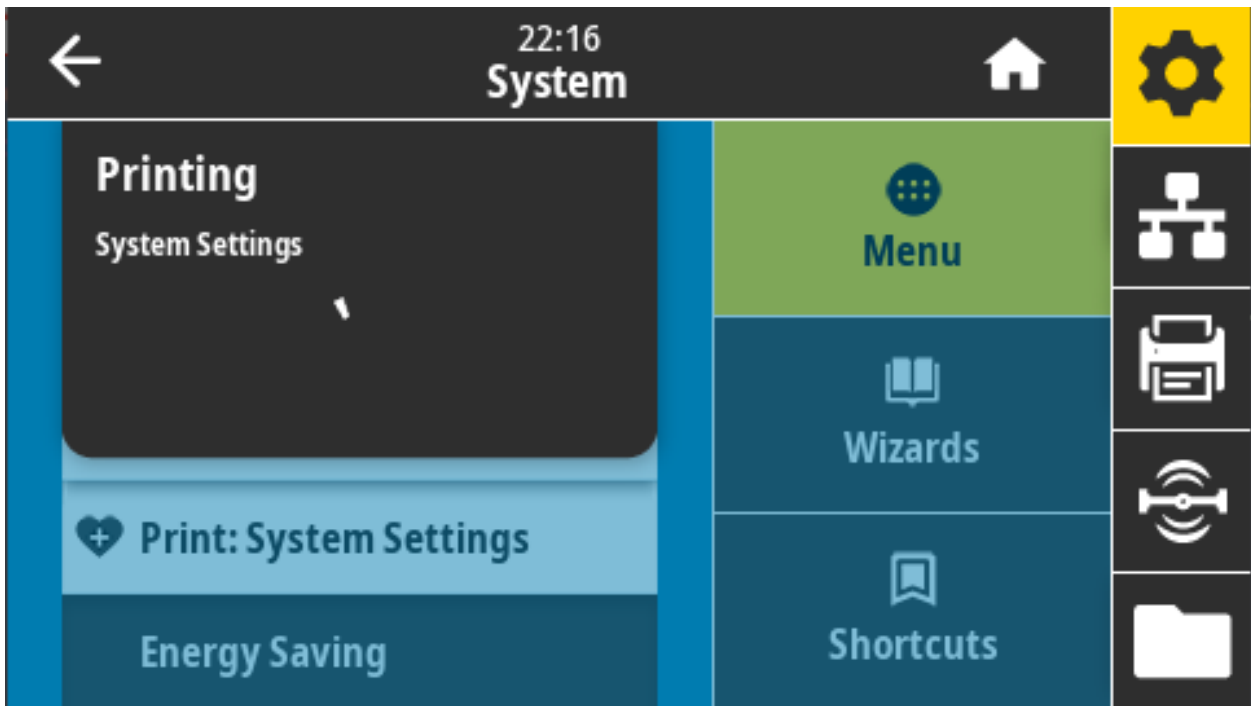 22:16
System
Printing
System Settings
Print: System Settings
Energy Saving
Menu
Wizards
Shortcuts